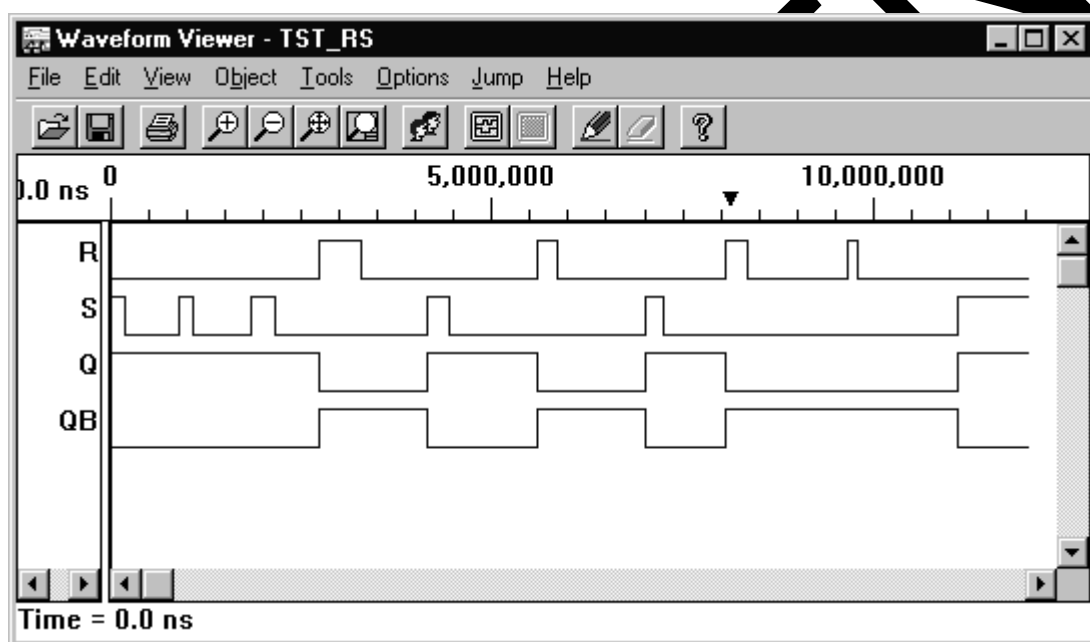 Waveform Viewer - TST_RS
File Edit View Object Tools Options Jump Help
0.0 ns 0 5,000,000 10,000,000
R
S
Q
QB
Time = 0.0 ns